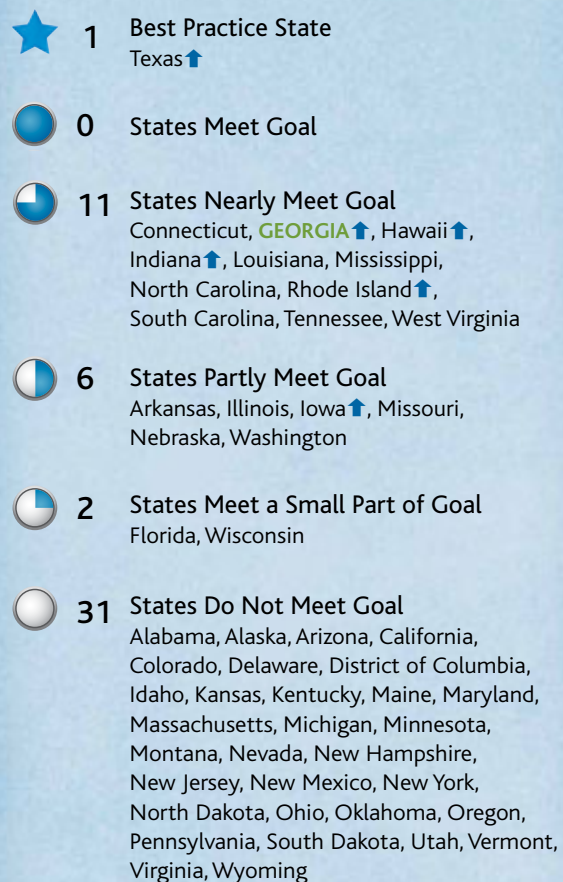 1 Best Practice State
Texas⬆
0 States Meet Goal
11 States Nearly Meet Goal
Connecticut, GEORGIA⬆, Hawaii⬆,
Indiana⬆, Louisiana, Mississippi,
North Carolina, Rhode Island⬆,
South Carolina, Tennessee, West Virginia
6 States Partly Meet Goal
Arkansas, Illinois, Iowa⬆, Missouri,
Nebraska, Washington
2 States Meet a Small Part of Goal
Florida, Wisconsin
31 States Do Not Meet Goal
Alabama, Alaska, Arizona, California,
Colorado, Delaware, District of Columbia,
Idaho, Kansas, Kentucky, Maine, Maryland,
Massachusetts, Michigan, Minnesota,
Montana, Nevada, New Hampshire,
New Jersey, New Mexico, New York,
North Dakota, Ohio, Oklahoma, Oregon,
Pennsylvania, South Dakota, Utah, Vermont,
Virginia, Wyoming